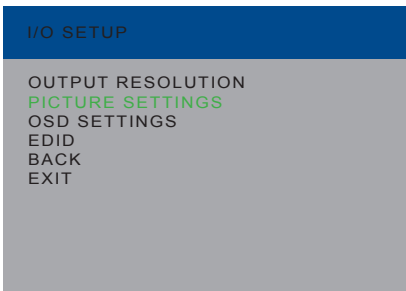 I/O SETUP
OUTPUT RESOLUTION
PICTURE SETTINGS
OSD SETTINGS
EDID
BACK
EXIT